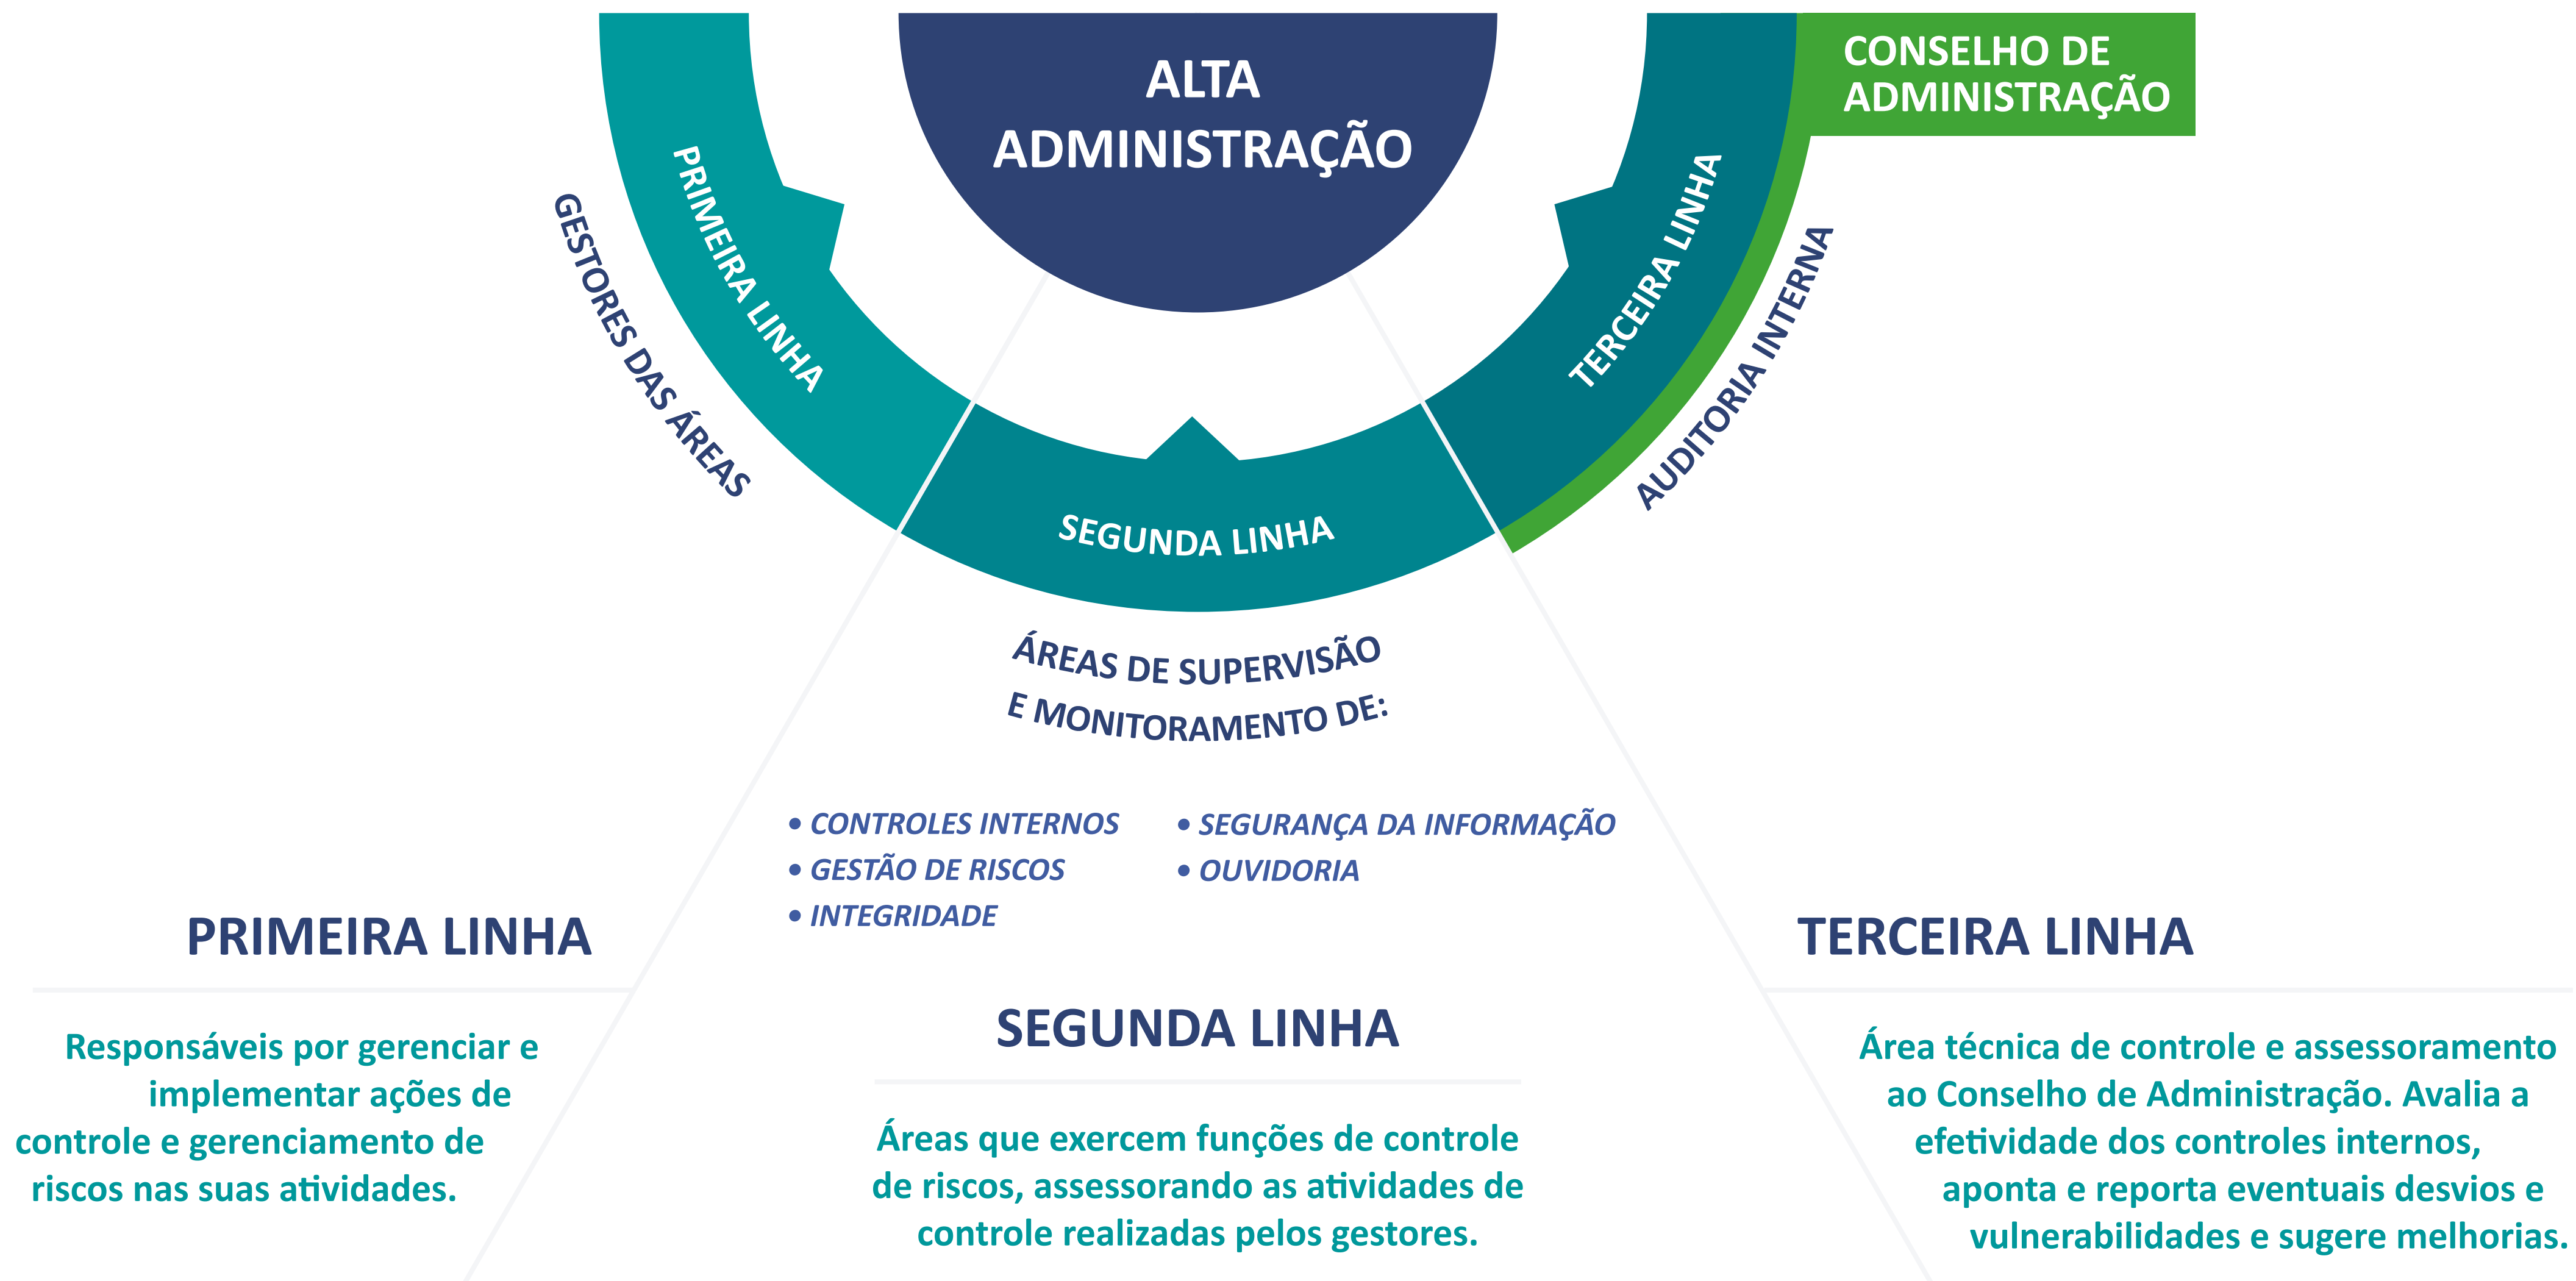 ALTA
ADMINISTRAÇÃO
CONSELHO DE
ADMINISTRAÇÃO
PRIMEIRA LINHA
GESTORES DAS ÁREAS
SEGUNDA LINHA
TERCEIRA LINHA
AUDITORIA INTERNA
ÁREAS DE SUPERVISÃO
E MONITORAMENTO DE:
• CONTROLES INTERNOS
• GESTÃO DE RISCOS
• INTEGRIDADE
• SEGURANÇA DA INFORMAÇÃO
• OUVIDORIA
PRIMEIRA LINHA
Responsáveis por gerenciar e
implementar ações de
controle e gerenciamento de
riscos nas suas atividades.
SEGUNDA LINHA
Áreas que exercem funções de controle
de riscos, assessorando as atividades de
controle realizadas pelos gestores.
TERCEIRA LINHA
Área técnica de controle e assessoramento
ao Conselho de Administração. Avalia a
efetividade dos controles internos,
aponta e reporta eventuais desvios e
vulnerabilidades e sugere melhorias.